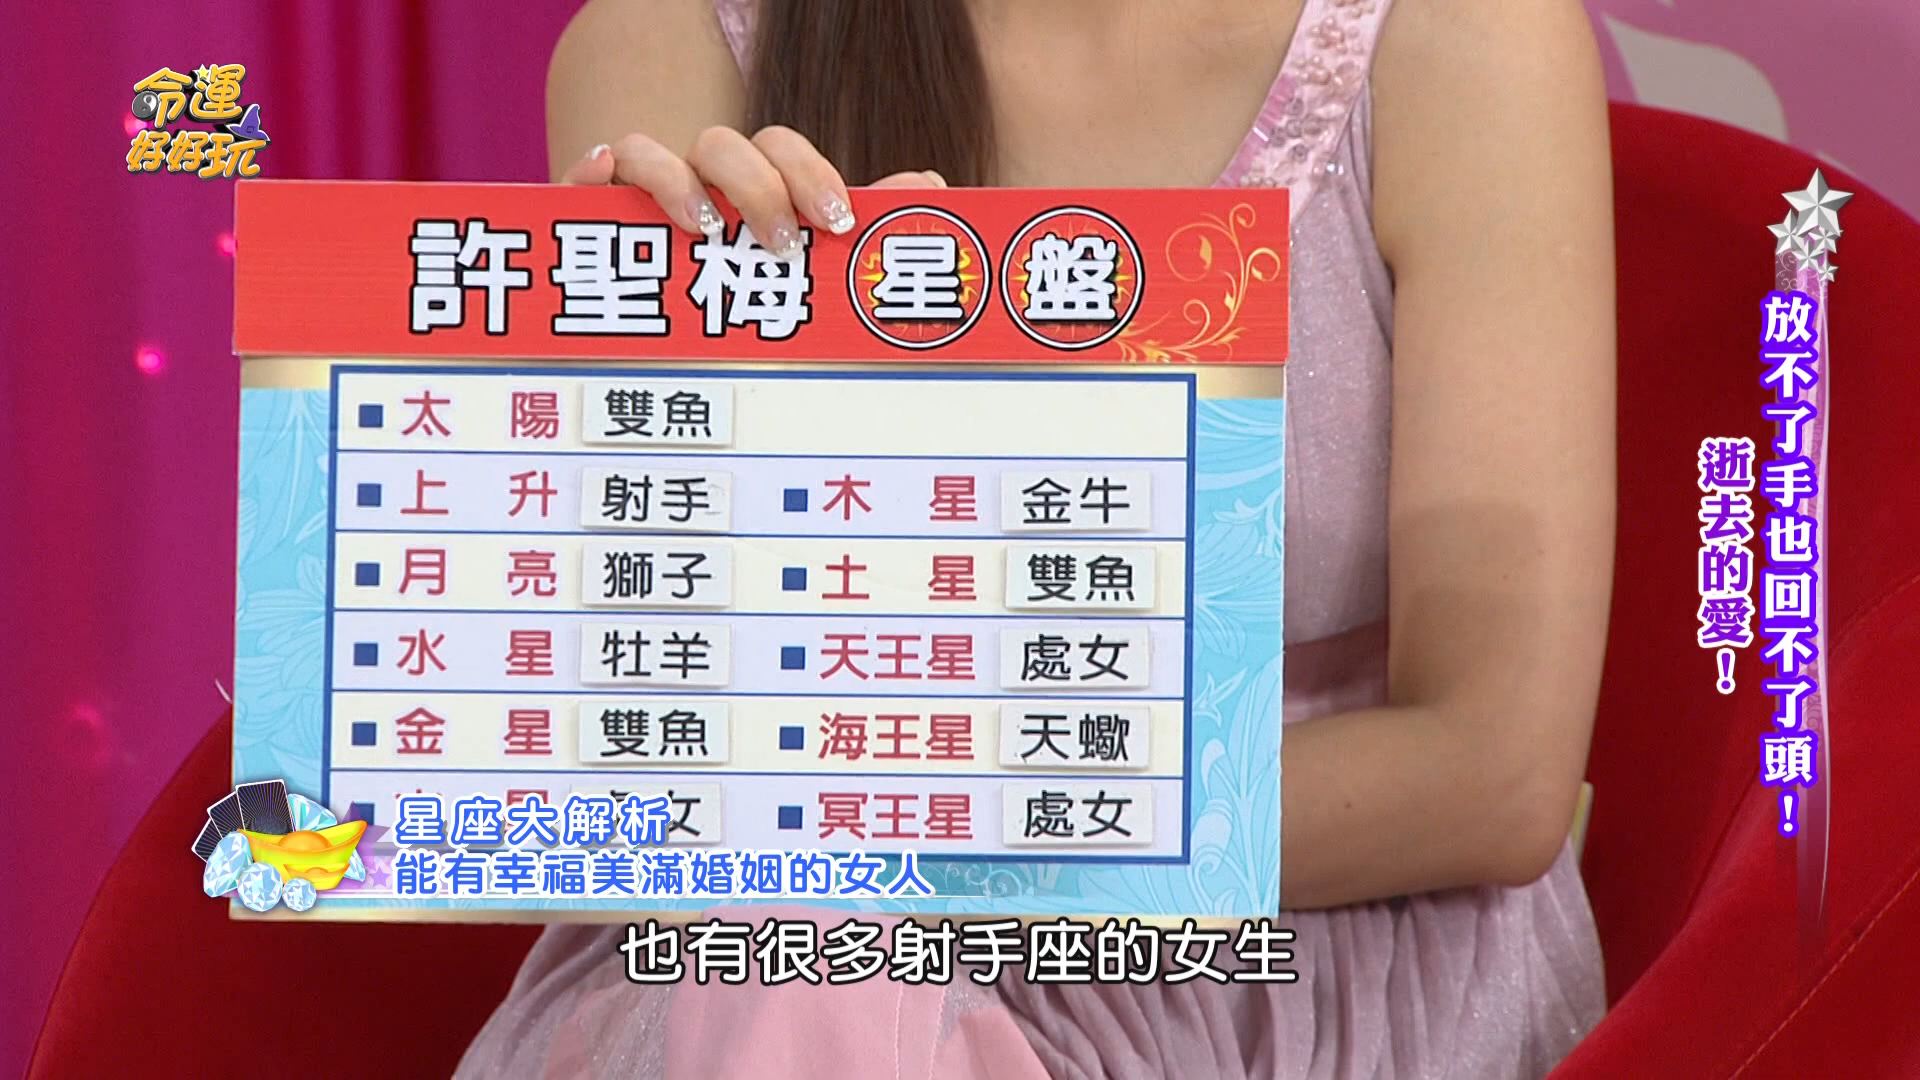 命運
好好玩
許聖梅星盤
太陽 雙魚
上升 射手 木星 金牛
月亮 獅子 土星 雙魚
水星 牡羊 天王星 處女
金星 雙魚 海王星 天蠍
女 冥王星 處女
星座大解析
能有幸福美滿婚姻的女人
也有很多射手座的女生
放不了手也回不了頭！
逝去的愛！